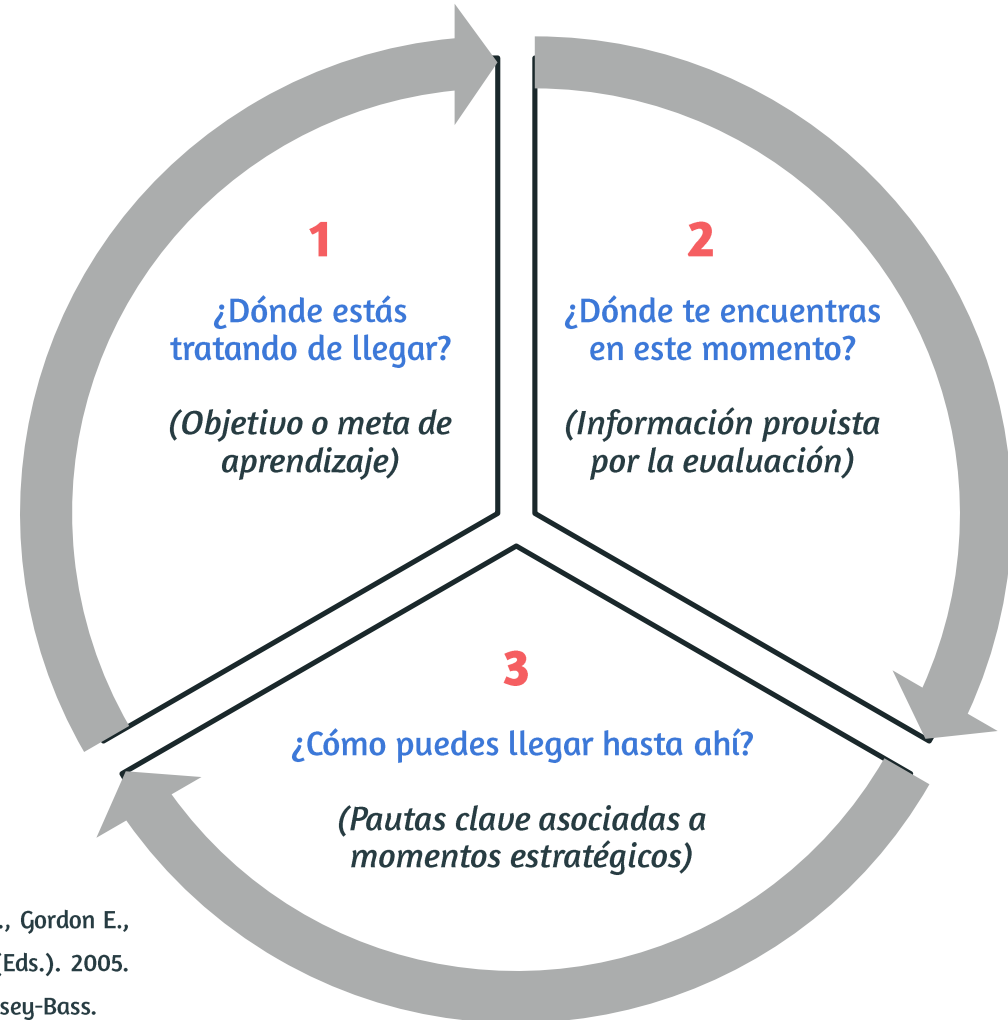 1
¿Dónde estás
tratando de llegar?
(Objetivo o meta de
aprendizaje)
2
¿Dónde te encuentras
en este momento?
(Información provista
por la evaluación)
3
¿Cómo puedes llegar hasta ahí?
(Pautas clave asociadas a
momentos estratégicos)
., Gordon E.,
(Eds.). 2005.
sey-Bass.